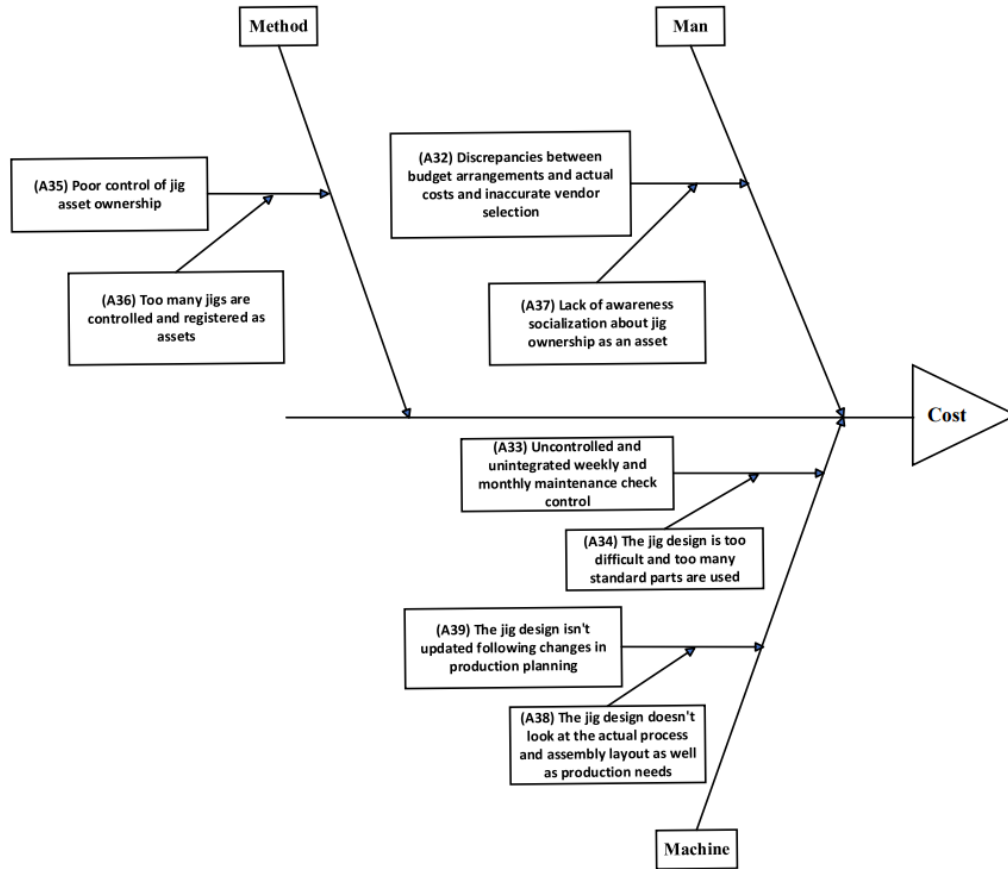 Method
Man
(A32) Discrepancies between
budget arrangements and actual
costs and inaccurate vendor
selection
(A35) Poor control of jig
asset ownership
(A36) Too many jigs are
controlled and registered as
assets
(A37) Lack of awareness
socialization about jig
ownership as an asset
Cost
(A33) Uncontrolled and
unintegrated weekly and
monthly maintenance check
control
(A34) The jig design is too
difficult and too many
standard parts are used
(A39) The jig design isn't
updated following changes in
production planning
(A38) The jig design doesn't
look at the actual process
and assembly layout as well
as production needs
Machine